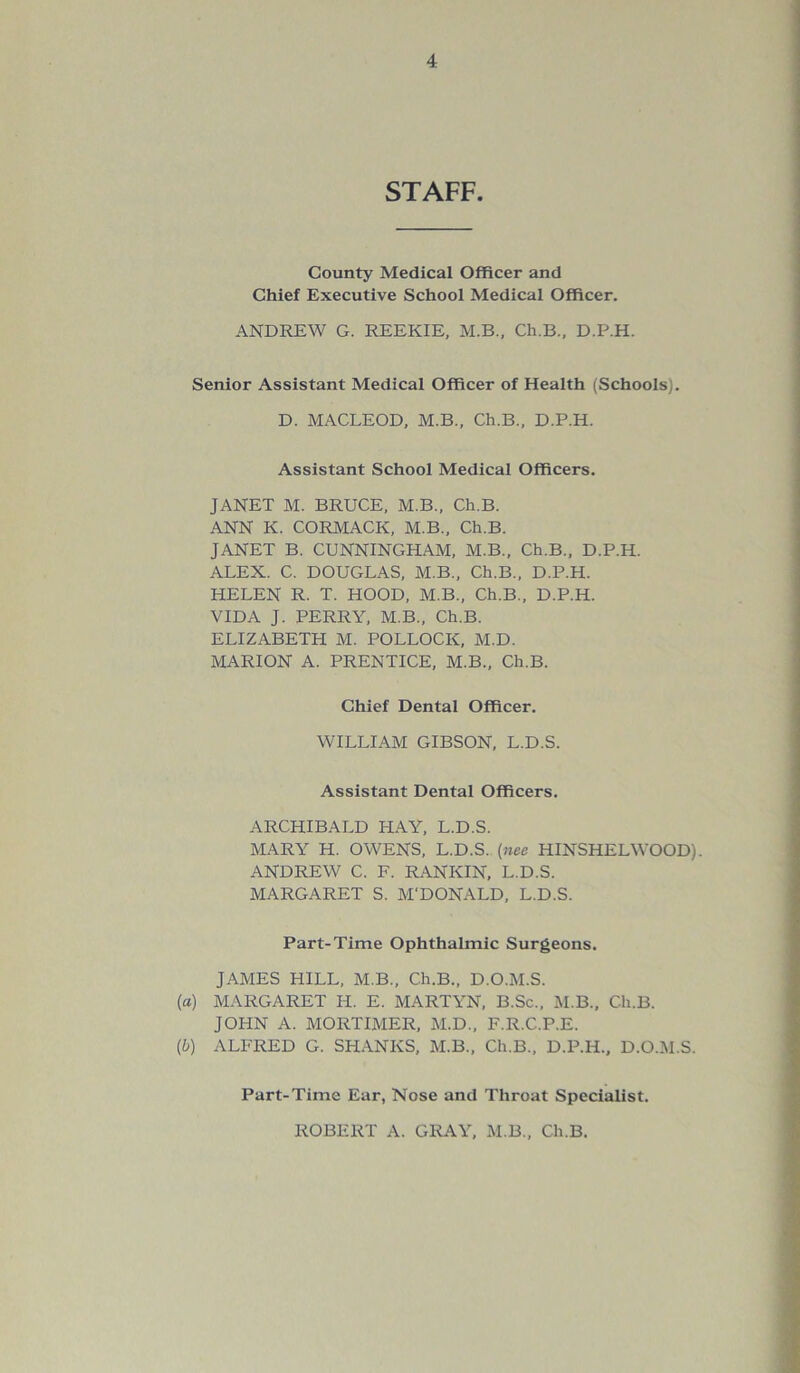 4
STAFF.
County Medical Officer and
Chief Executive School Medical Officer.
ANDREW G. REEKIE, M.B., Ch.B., D.P.H.
Senior Assistant Medical Officer of Health (Schools).
D. MACLEOD, M.B., Ch.B., D.P.H.
Assistant School Medical Officers.
JANET M. BRUCE, M.B., Ch.B.
ANN K. CORMACK, M.B., Ch.B.
JANET B. CUNNINGHAM, M.B., Ch.B., D.P.H.
ALEX. C. DOUGLAS, M.B., Ch.B., D.P.H.
HELEN R. T. HOOD, M.B., Ch.B., D.P.H.
VIDA J. PERRY, M.B., Ch.B.
ELIZABETH M. POLLOCK, M.D.
MARION A. PRENTICE, M.B., Ch.B.
Chief Dental Officer.
WILLIAM GIBSON, L.D.S.
Assistant Dental Officers.
ARCHIBALD HAY, L.D.S.
MARY H. OWENS, L.D.S. (nee HINSHELWOOD).
ANDREW C. F. RANKIN, L.D.S.
MARGARET S. M'DONALD, L.D.S.
Part-Time Ophthalmic Surgeons.
JAMES HILL, M.B., Ch.B., D.O.M.S.
(a) MARGARET H. E. MARTYN, B.Sc., M.B., Ch.B.
JOHN A. MORTIMER, M.D., F.R.C.P.E.
(b) ALFRED G. SHANKS, M.B., Ch.B., D.P.H., D.O.M.S.
Part-Time Ear, Nose and Throat Specialist.
ROBERT A. GRAY, M.B., Ch.B.